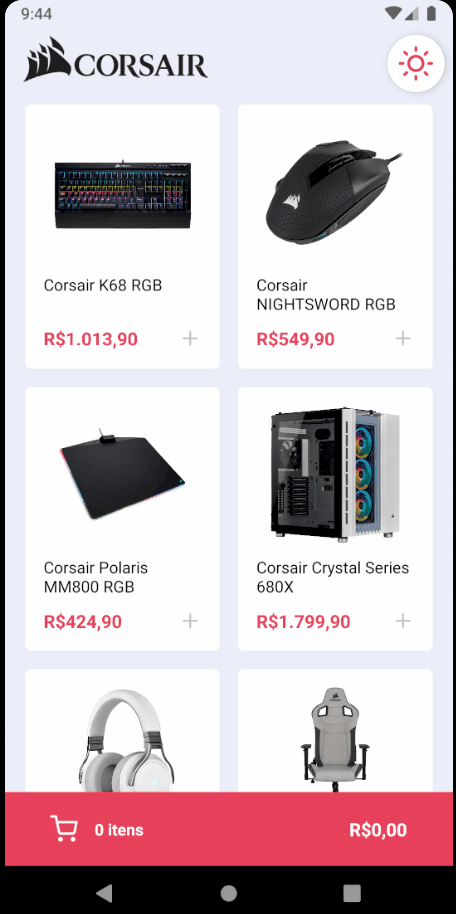 9:44
CORSAIR
Corsair K68 RGB
R$1.013,90
Corsair
NIGHTSWORD RGB
R$549,90
Corsair Polaris
MM800 RGB
R$424,90
Corsair Crystal Series
680X
R$1.799,90
0 itens
R$0,00